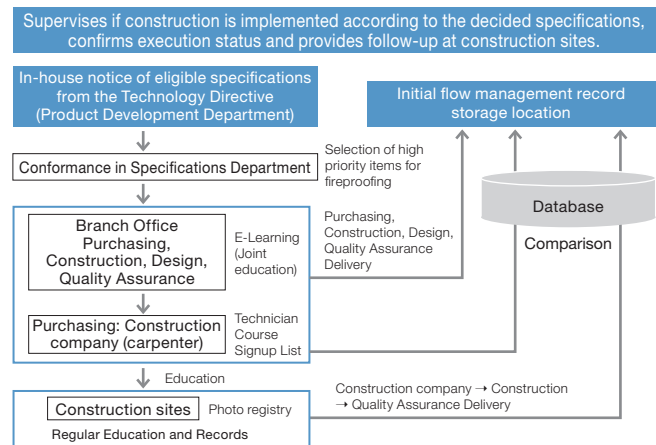 Supervises if construction is implemented according to the decided specifications,
confirms execution status and provides follow-up at construction sites.
In-house notice of eligible specifications
from the Technology Directive
(Product Development Department)
Initial flow management record
storage location
Conformance in Specifications Department
Selection of high
priority items for
fireproofing
Branch Office
Purchasing,
Construction, Design,
Quality Assurance
E-Learning
(Joint
education)
Purchasing,
Construction, Design,
Quality Assurance
Delivery
Database
Comparison
Purchasing: Construction
company (carpenter)
Technician
Course
Signup List
Education
Construction sites
Photo registry
Regular Education and Records
Construction company → Construction
→ Quality Assurance Delivery